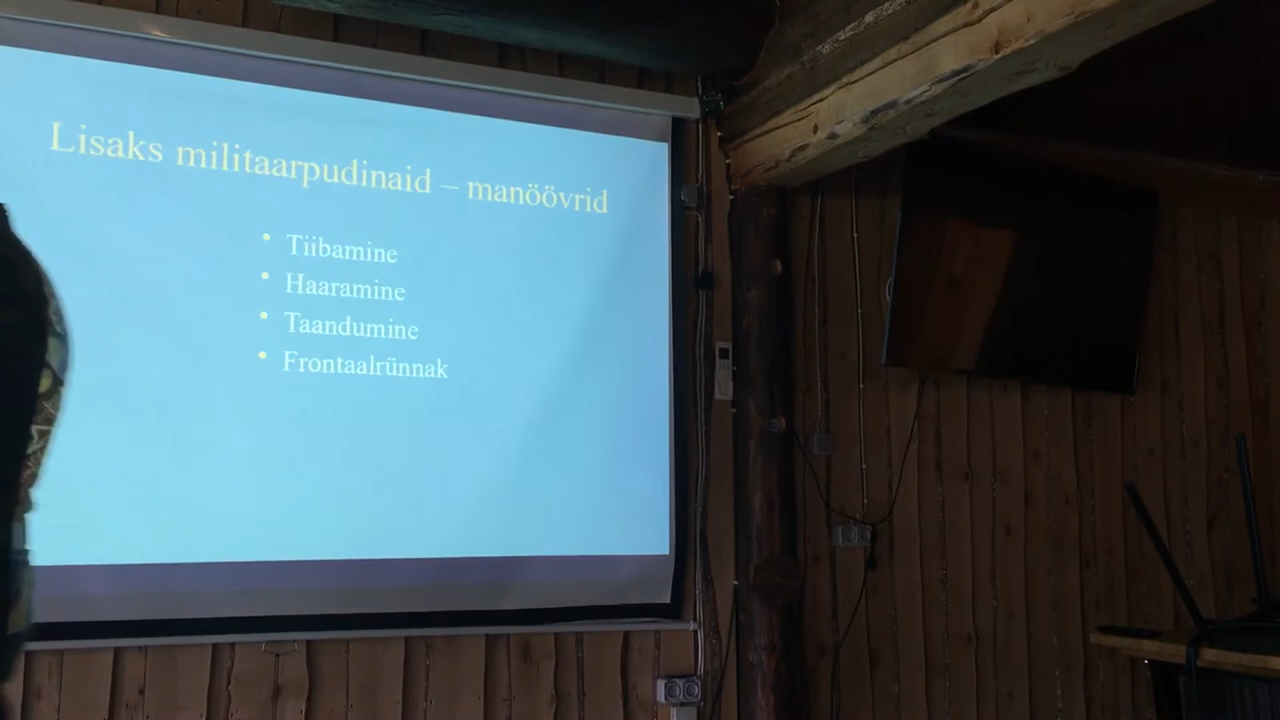 Lisaks militaarpudinaid – manöövrid
• Tiibamine
• Haaramine
• Taandumine
• Frontaalrünnak